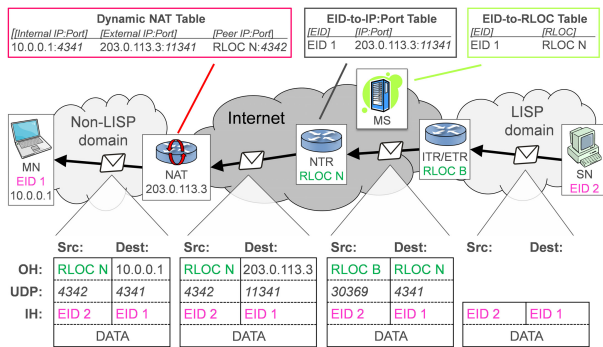 Dynamic NAT Table
[[Internal IP:Port] [External IP:Port] [Peer IP:Port]
10.0.0.1:4341 203.0.113.3:11341 RLOC N:4342
EID-to-IP:Port Table
[EID] [IP:Port]
EID 1 203.0.113.3:11341
EID-to-RLOC Table
[EID] [RLOC]
EID 1 RLOC N
Non-LISP
domain
Internet
MS
LISP
domain
MN
EID 1
10.0.0.1
NAT
203.0.113.3
NTR
RLOC N
ITR/ETR
RLOC B
SN
EID 2
Src: Dest: Src: Dest: Src: Dest: Src: Dest:
OH: RLOC N 10.0.0.1 RLOC N 203.0.113.3 RLOC B RLOC N
UDP: 4342 4341 4342 11341 30369 4341
IH: EID 2 EID 1 EID 2 EID 1 EID 2 EID 1 EID 2 EID 1
DATA DATA DATA DATA